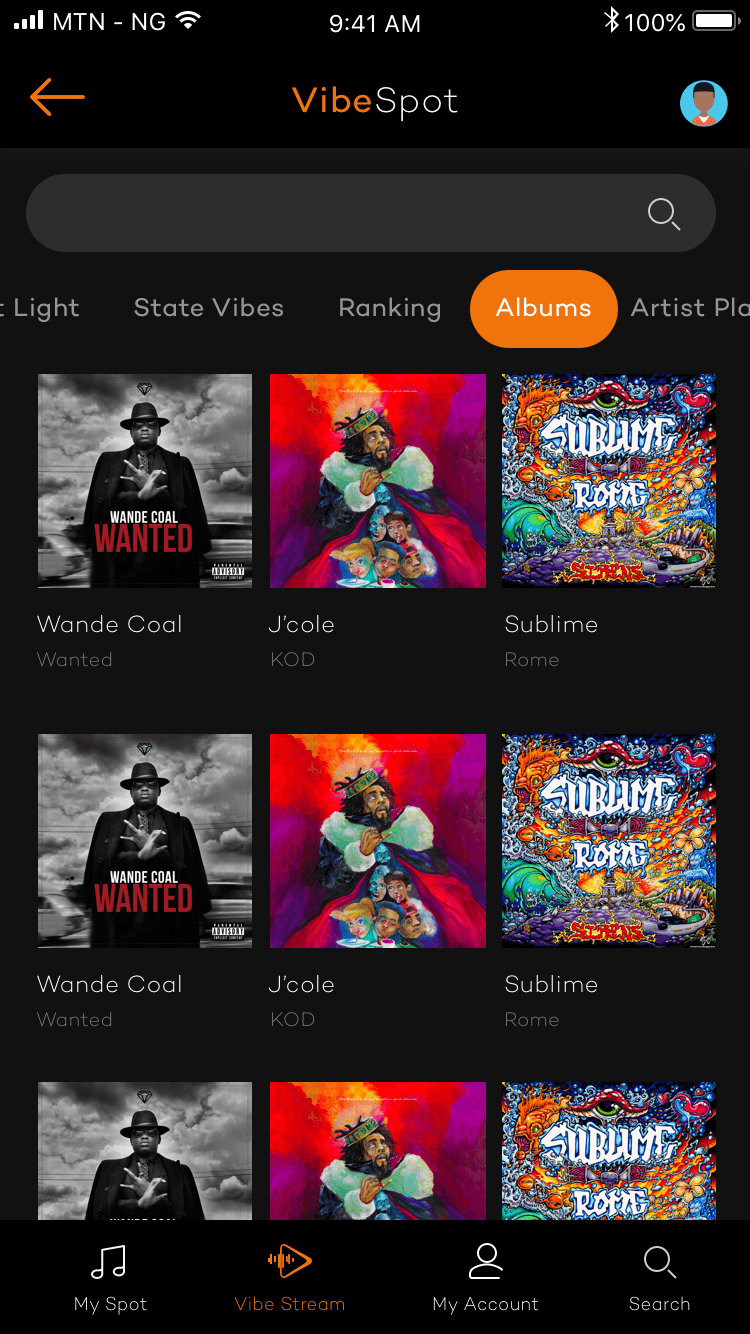 MTN - NG 9:41 AM 100%
VibeSpot
t Light State Vibes Ranking Albums Artist Pla
WANDE COAL
WANTED
PARENTAL
ADVISORY
EXPLICIT CONTENT
SUBLIME
ROME
SIRENS
Wande Coal J'cole Sublime
Wanted KOD Rome
WANDE COAL
WANTED
PARENTAL
ADVISORY
EXPLICIT CONTENT
SUBLIME
ROME
SIRENS
Wande Coal J'cole Sublime
Wanted KOD Rome
SUBLIME
ROME
My Spot Vibe Stream My Account Search